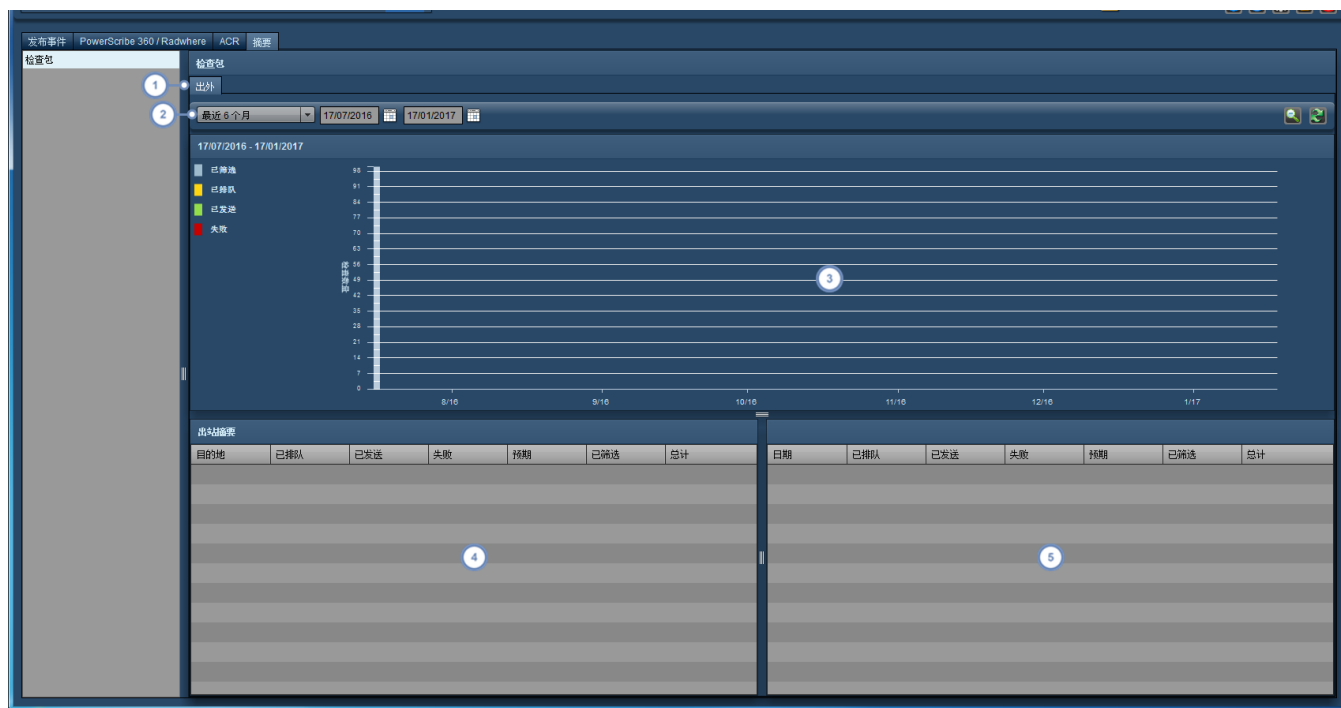 发布事件 PowerScribe 360 / Radwhere ACR 摘要
检查包
检查包
1 出外
2 最近 6 个月 17/07/2016 17/01/2017
17/07/2016 - 17/01/2017
已筛选
已排队
已发送
失败
检查数量
98
91
84
77
70
63
56
49
42
35
28
21
14
7
0
3
8/16 9/16 10/16 11/16 12/16 1/17
出站摘要
目的地 已排队 已发送 失败 预期 已筛选 总计
日期 已排队 已发送 失败 预期 已筛选 总计
4
5